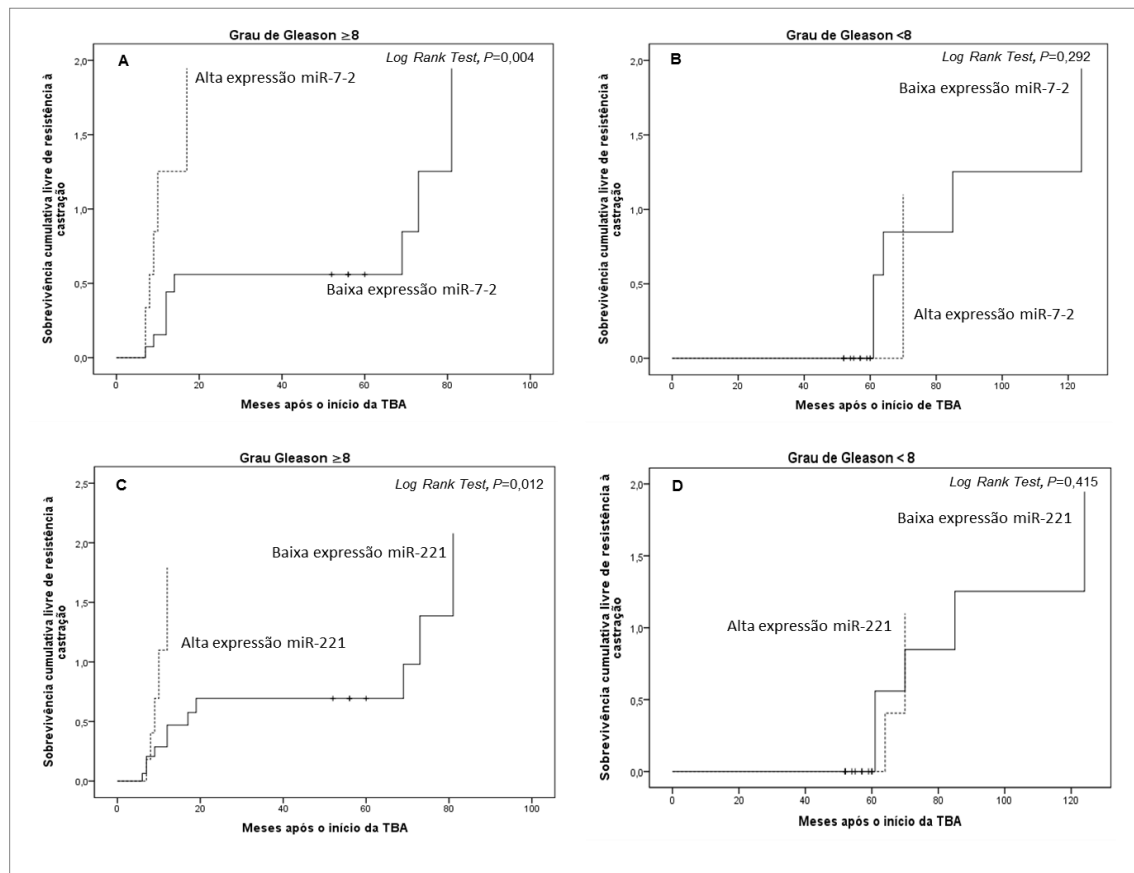 Grau de Gleason ≥8
A
Log Rank Test, P=0,004
Alta expressão miR-7-2
Baixa expressão miR-7-2
Sobrevivência cumulativa livre de resistência à
castração
2,0
1,5
1,0
0,5
0,0
0 20 40 60 80 100
Meses após o início da TBA
Grau de Gleason <8
B
Log Rank Test, P=0,292
Baixa expressão miR-7-2
Alta expressão miR-7-2
Sobrevivência cumulativa livre de resistência à
castração
2,0
1,5
1,0
0,5
0,0
0 20 40 60 80 100 120
Meses após o início de TBA
Grau Gleason ≥8
C
Log Rank Test, P=0,012
Baixa expressão miR-221
Alta expressão miR-221
Sobrevivência cumulativa livre de resistência à
castração
2,5
2,0
1,5
1,0
0,5
0,0
0 20 40 60 80 100
Meses após o início da TBA
Grau de Gleason < 8
D
Log Rank Test, P=0,415
Baixa expressão miR-221
Alta expressão miR-221
Sobrevivência cumulativa livre de resistência à
castração
2,0
1,5
1,0
0,5
0,0
0 20 40 60 80 100 120
Meses após o início da TBA